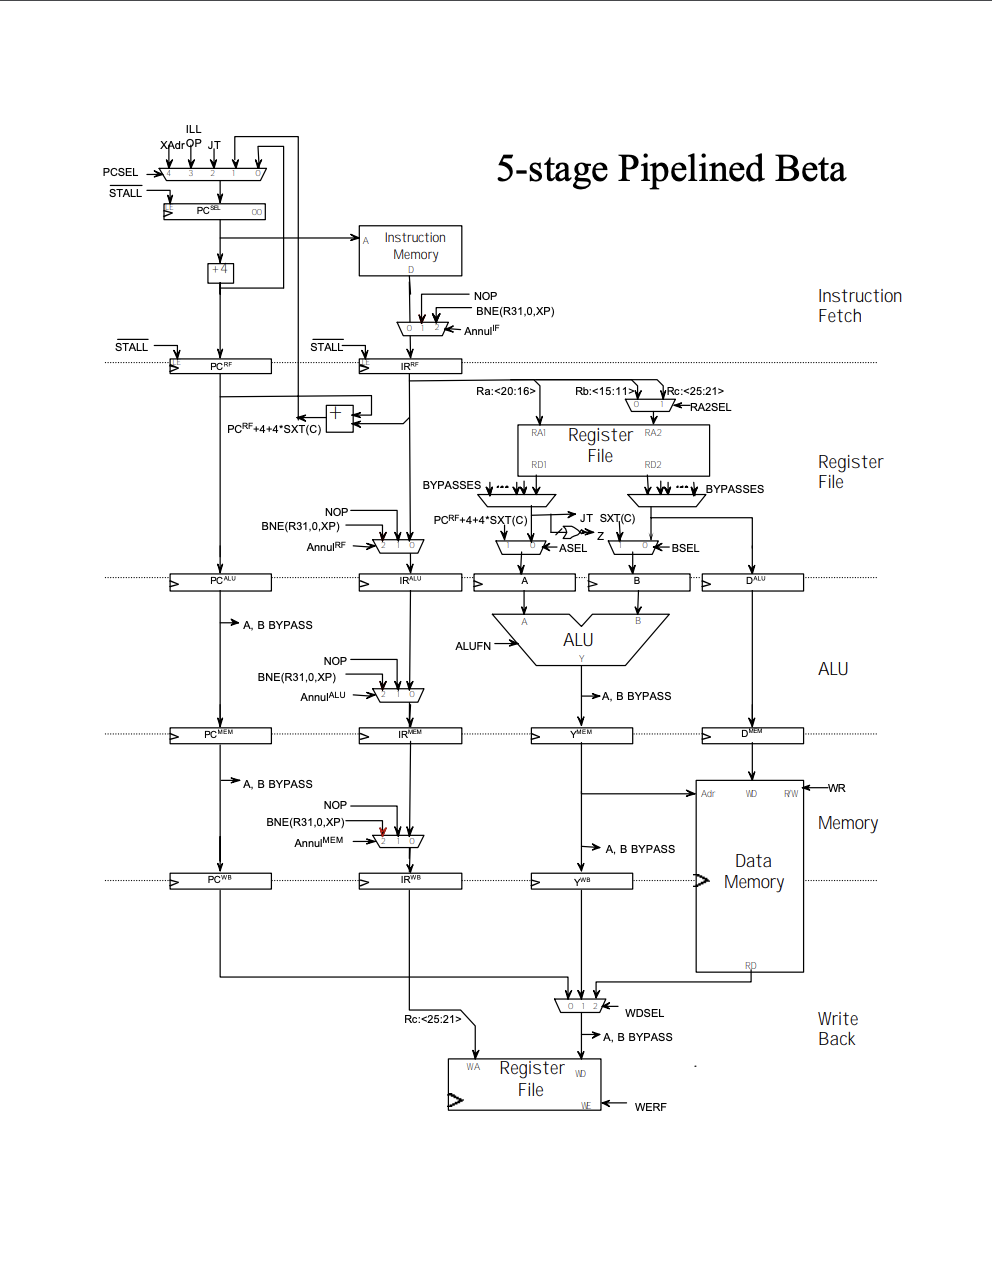 5-stage Pipelined Beta
ILL
XAdr OP JT
PCSEL
4 3 2 1 0
STALL
LE
PC^SEL 00
Instruction
Memory
A
D
+4
NOP
BNE(R31,0,XP)
0 1 2
Annul^IF
Instruction
Fetch
STALL
STALL
LE
PC^RF
LE
IR^RF
Ra:<20:16> Rb:<15:11> Rc:<25:21>
0 1
RA2SEL
+
PC^RF+4+4*SXT(C)
RA1 Register RA2
File
RD1 RD2
Register
File
BYPASSES ... ... BYPASSES
NOP
BNE(R31,0,XP)
Annul^RF
2 1 0
PC^RF+4+4*SXT(C) JT SXT(C)
Z
1 0
ASEL
1 0
BSEL
PC^ALU IR^ALU A B D^ALU
A, B BYPASS
A B
ALUFN
ALU
Y
ALU
NOP
BNE(R31,0,XP)
Annul^ALU
2 1 0
A, B BYPASS
PC^MEM IR^MEM Y^MEM D^MEM
A, B BYPASS
Adr WD R/W
WR
NOP
BNE(R31,0,XP)
Annul^MEM
2 1 0
Memory
A, B BYPASS
Data
Memory
PC^WB IR^WB Y^WB
RD
0 1 2
WDSEL
Rc:<25:21>
Write
Back
A, B BYPASS
WA Register WD
File
WE
WERF